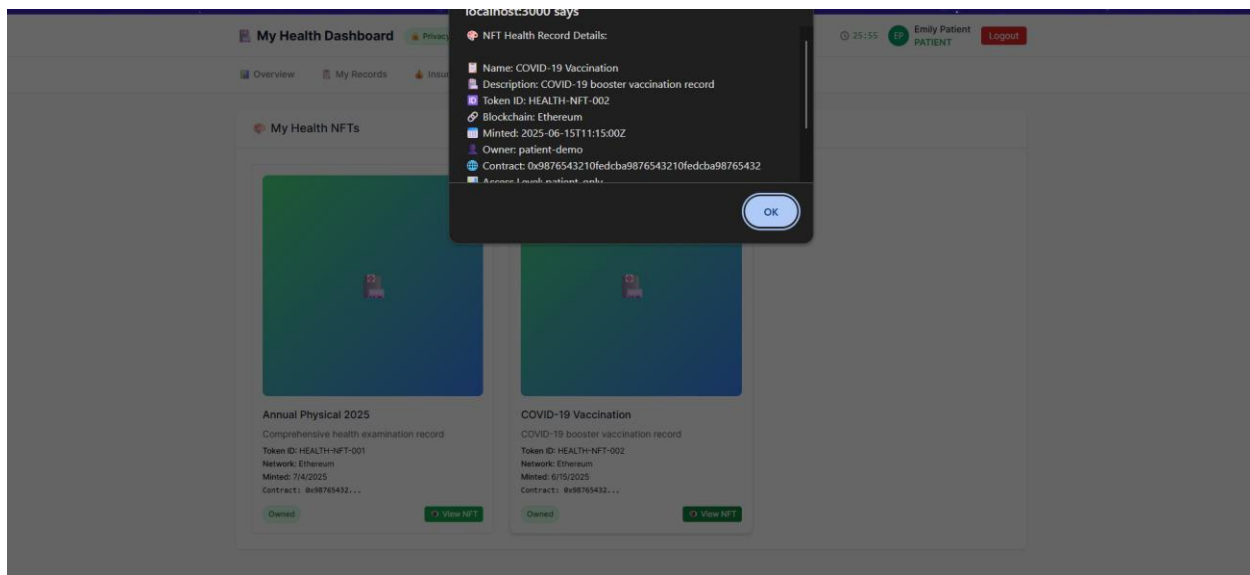 localhost:3000 says
NFT Health Record Details:
Name: COVID-19 Vaccination
Description: COVID-19 booster vaccination record
Token ID: HEALTH-NFT-002
Blockchain: Ethereum
Minted: 2025-06-15T11:15:00Z
Owner: patient-demo
Contract: 0x9876543210fedcba9876543210fedcba98765432
Access Level: patient-only
OK
My Health Dashboard
Privacy
25:55
EP
Emily Patient
PATIENT
Logout
Overview
My Records
Insur
My Health NFTs
Annual Physical 2025
Comprehensive health examination record
Token ID: HEALTH-NFT-001
Network: Ethereum
Minted: 7/4/2025
Contract: 0x98765432...
Owned
View NFT
COVID-19 Vaccination
COVID-19 booster vaccination record
Token ID: HEALTH-NFT-002
Network: Ethereum
Minted: 6/15/2025
Contract: 0x98765432...
Owned
View NFT